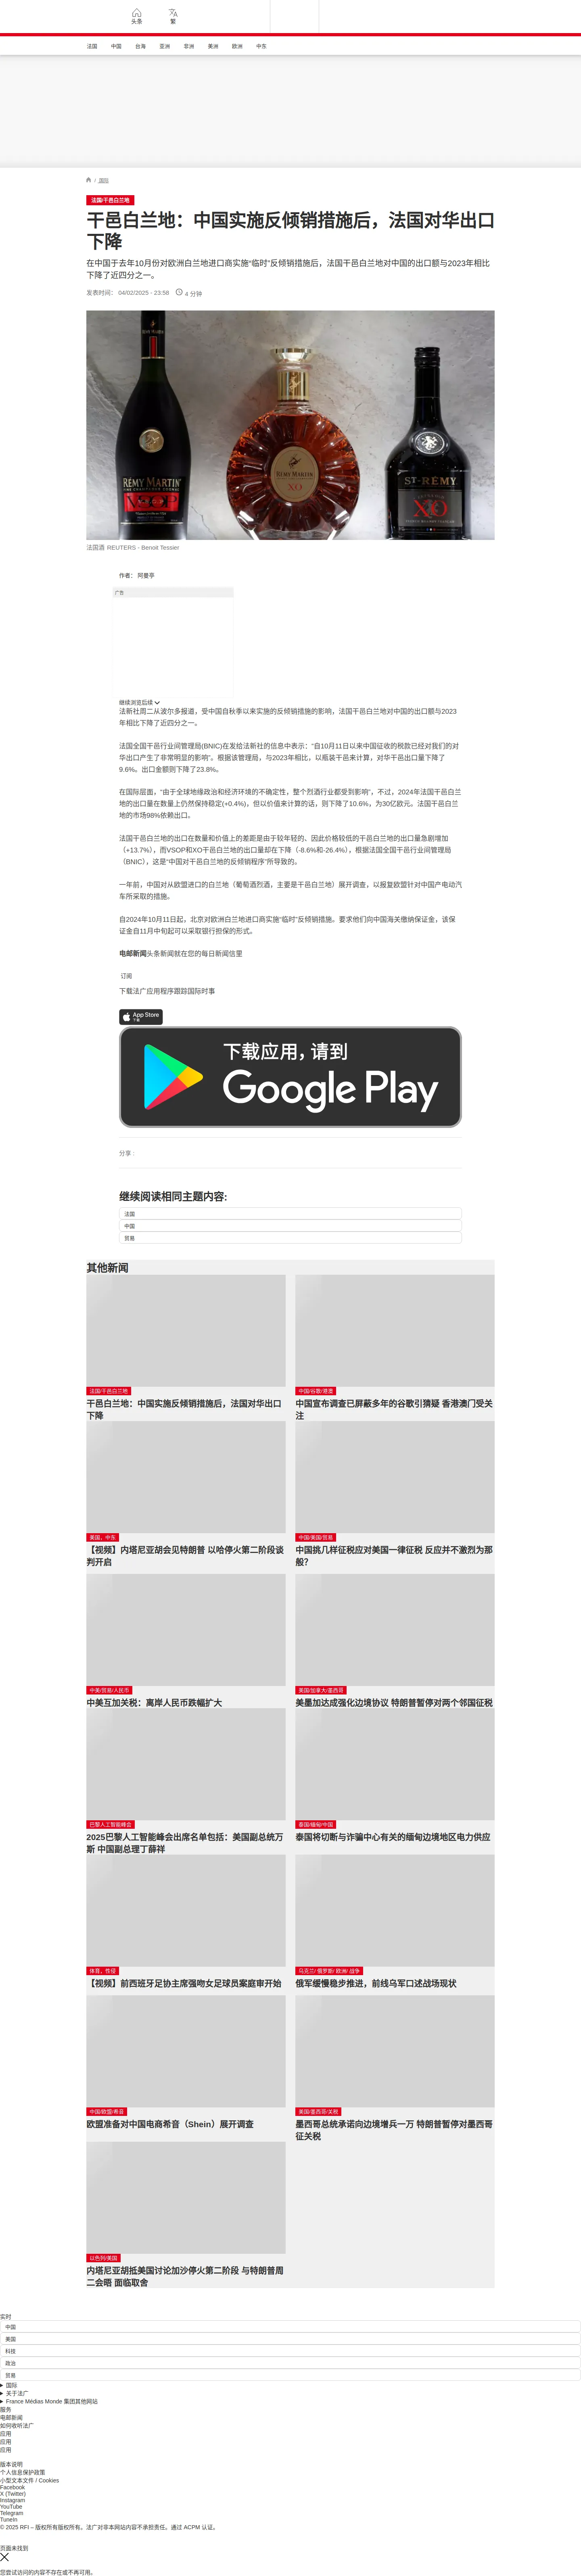 头条
繁
法国
中国
台海
亚洲
非洲
美洲
欧洲
中东
/ 国际
法国/干邑白兰地
干邑白兰地：中国实施反倾销措施后，法国对华出口
下降
在中国于去年10月份对欧洲白兰地进口商实施“临时”反倾销措施后，法国干邑白兰地对中国的出口额与2023年相比
下降了近四分之一。
发表时间： 04/02/2025 - 23:58
4 分钟
RÉMY MARTIN
VSOP
RÉMY MARTIN
XO
ST-RÉMY
XO
法国酒 REUTERS - Benoit Tessier
作者： 阿曼亭
广告
继续浏览后续
法新社周二从波尔多报道，受中国自秋季以来实施的反倾销措施的影响，法国干邑白兰地对中国的出口额与2023
年相比下降了近四分之一。
法国全国干邑行业间管理局(BNIC)在发给法新社的信息中表示：“自10月11日以来中国征收的税款已经对我们的对
华出口产生了非常明显的影响”。根据该管理局，与2023年相比，以瓶装干邑来计算，对华干邑出口量下降了
9.6%。出口金额则下降了23.8%。
在国际层面，“由于全球地缘政治和经济环境的不确定性，整个烈酒行业都受到影响”，不过，2024年法国干邑白兰
地的出口量在数量上仍然保持稳定(+0.4%)，但以价值来计算的话，则下降了10.6%，为30亿欧元。法国干邑白兰
地的市场98%依赖出口。
法国干邑白兰地的出口在数量和价值上的差距是由于较年轻的、因此价格较低的干邑白兰地的出口量急剧增加
（+13.7%），而VSOP和XO干邑白兰地的出口量却在下降（-8.6%和-26.4%），根据法国全国干邑行业间管理局
（BNIC），这是“中国对干邑白兰地的反倾销程序”所导致的。
一年前，中国对从欧盟进口的白兰地（葡萄酒烈酒，主要是干邑白兰地）展开调查，以报复欧盟针对中国产电动汽
车所采取的措施。
自2024年10月11日起，北京对欧洲白兰地进口商实施“临时”反倾销措施。要求他们向中国海关缴纳保证金，该保
证金自11月中旬起可以采取银行担保的形式。
电邮新闻头条新闻就在您的每日新闻信里
订阅
下载法广应用程序跟踪国际时事
App Store
下载
下载应用，请到
Google Play
分享 :
继续阅读相同主题内容:
法国
中国
贸易
其他新闻
法国/干邑白兰地
干邑白兰地：中国实施反倾销措施后，法国对华出口
下降
中国/谷歌/港澳
中国宣布调查已屏蔽多年的谷歌引猜疑 香港澳门受关
注
美国，中东
【视频】内塔尼亚胡会见特朗普 以哈停火第二阶段谈
判开启
中国/美国/贸易
中国挑几样征税应对美国一律征税 反应并不激烈为那
般？
中美/贸易/人民币
中美互加关税：离岸人民币跌幅扩大
美国/加拿大/墨西哥
美墨加达成强化边境协议 特朗普暂停对两个邻国征税
巴黎人工智能峰会
2025巴黎人工智能峰会出席名单包括：美国副总统万
斯 中国副总理丁薛祥
泰国/缅甸/中国
泰国将切断与诈骗中心有关的缅甸边境地区电力供应
体育，性侵
【视频】前西班牙足协主席强吻女足球员案庭审开始
乌克兰/ 俄罗斯/ 欧洲/ 战争
俄军缓慢稳步推进，前线乌军口述战场现状
中国/欧盟/希音
欧盟准备对中国电商希音（Shein）展开调查
美国/墨西哥/关税
墨西哥总统承诺向边境增兵一万 特朗普暂停对墨西哥
征关税
以色列/美国
内塔尼亚胡抵美国讨论加沙停火第二阶段 与特朗普周
二会晤 面临取舍
实时
中国
美国
科技
政治
贸易
国际
关于法广
France Médias Monde 集团其他网站
服务
电邮新闻
如何收听法广
应用
应用
应用
版本说明
个人信息保护政策
小型文本文件 / Cookies
Facebook
X (Twitter)
Instagram
YouTube
Telegram
TuneIn
© 2025 RFI – 版权所有版权所有。法广对非本网站内容不承担责任。通过 ACPM 认证。
页面未找到
您尝试访问的内容不存在或不再可用。